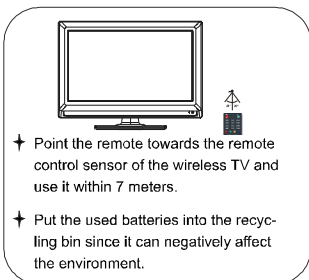 Point the remote towards the remote
control sensor of the wireless TV and
use it within 7 meters.
Put the used batteries into the recyc-
ling bin since it can negatively affect
the environment.